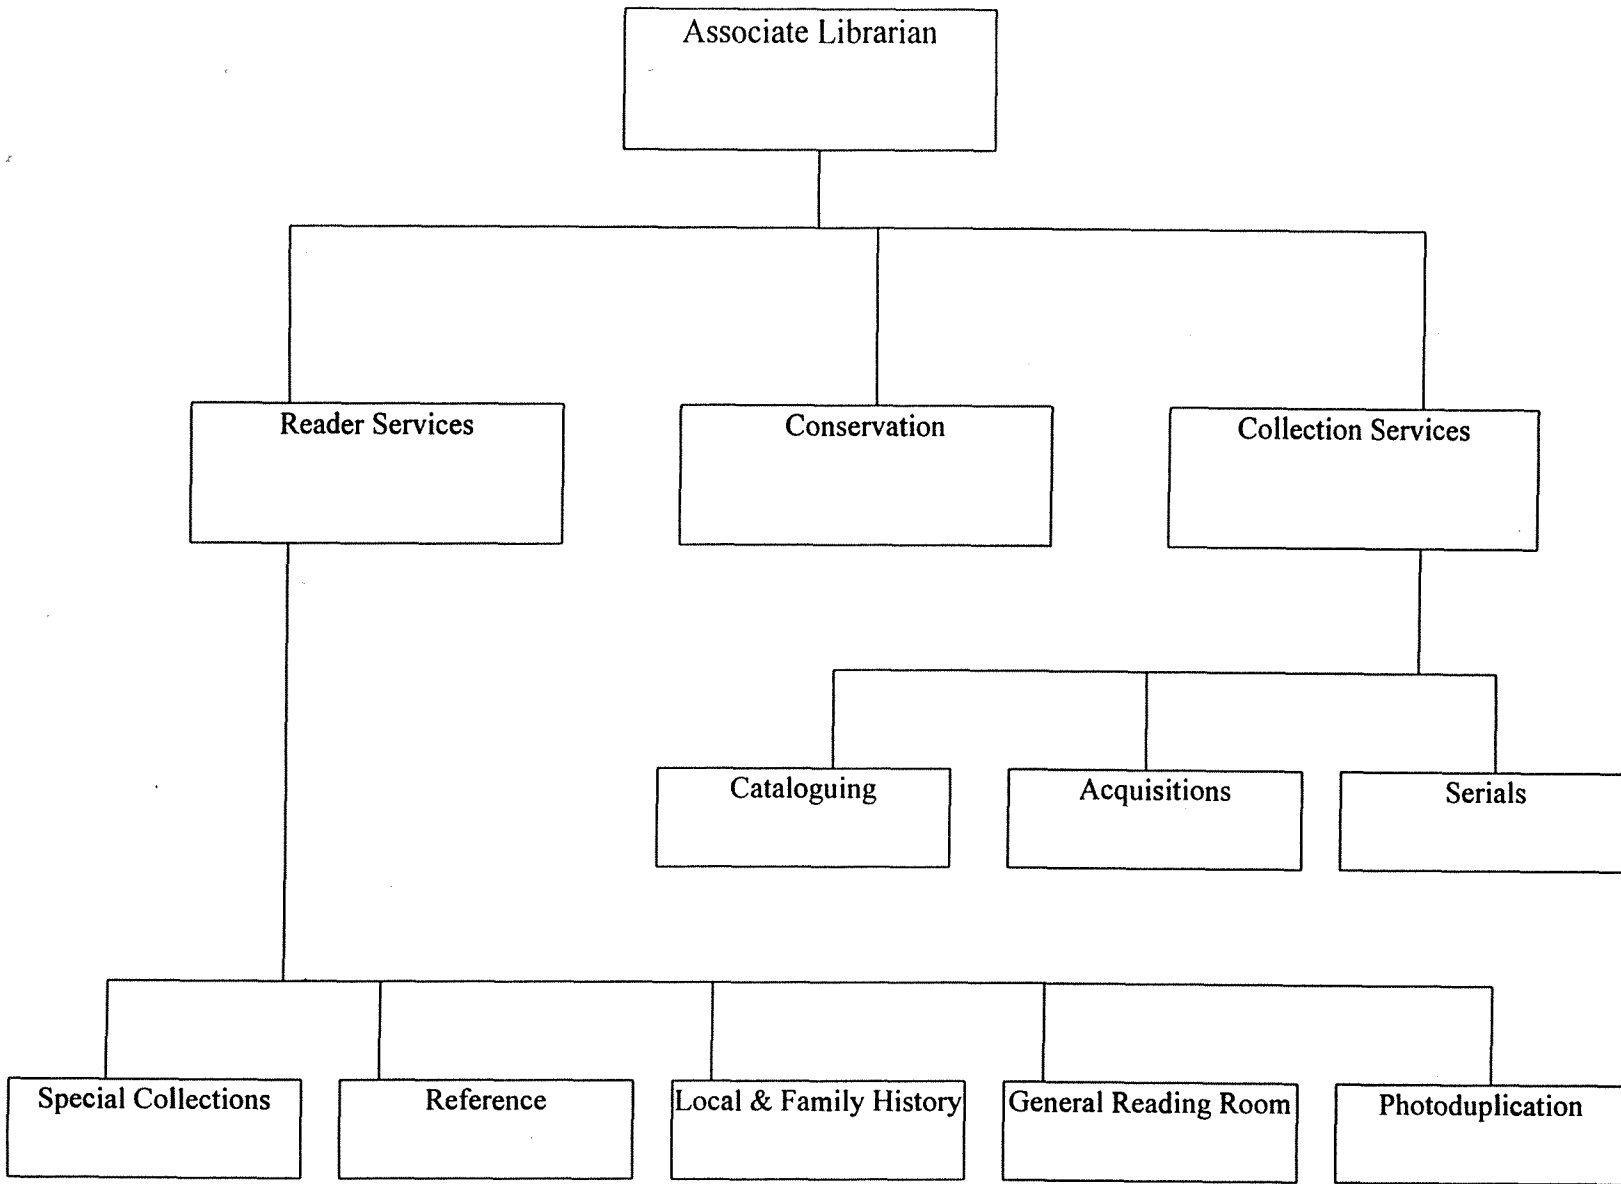 Associate Librarian
Reader Services
Conservation
Collection Services
Cataloguing
Acquisitions
Serials
Special Collections
Reference
Local & Family History
General Reading Room
Photoduplication